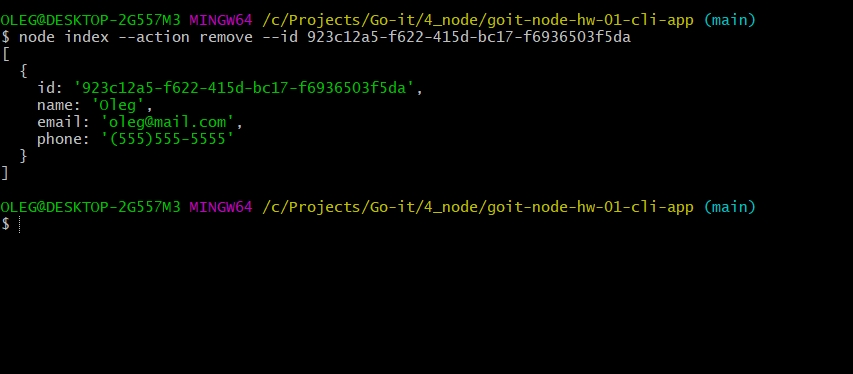 OLEG@DESKTOP-2G557M3 MINGW64 /c/Projects/Go-it/4_node/goit-node-hw-01-cli-app (main)
$ node index --action remove --id 923c12a5-f622-415d-bc17-f6936503f5da
[
  {
    id: '923c12a5-f622-415d-bc17-f6936503f5da',
    name: 'Oleg',
    email: 'oleg@mail.com',
    phone: '(555)555-5555'
  }
]
OLEG@DESKTOP-2G557M3 MINGW64 /c/Projects/Go-it/4_node/goit-node-hw-01-cli-app (main)
$